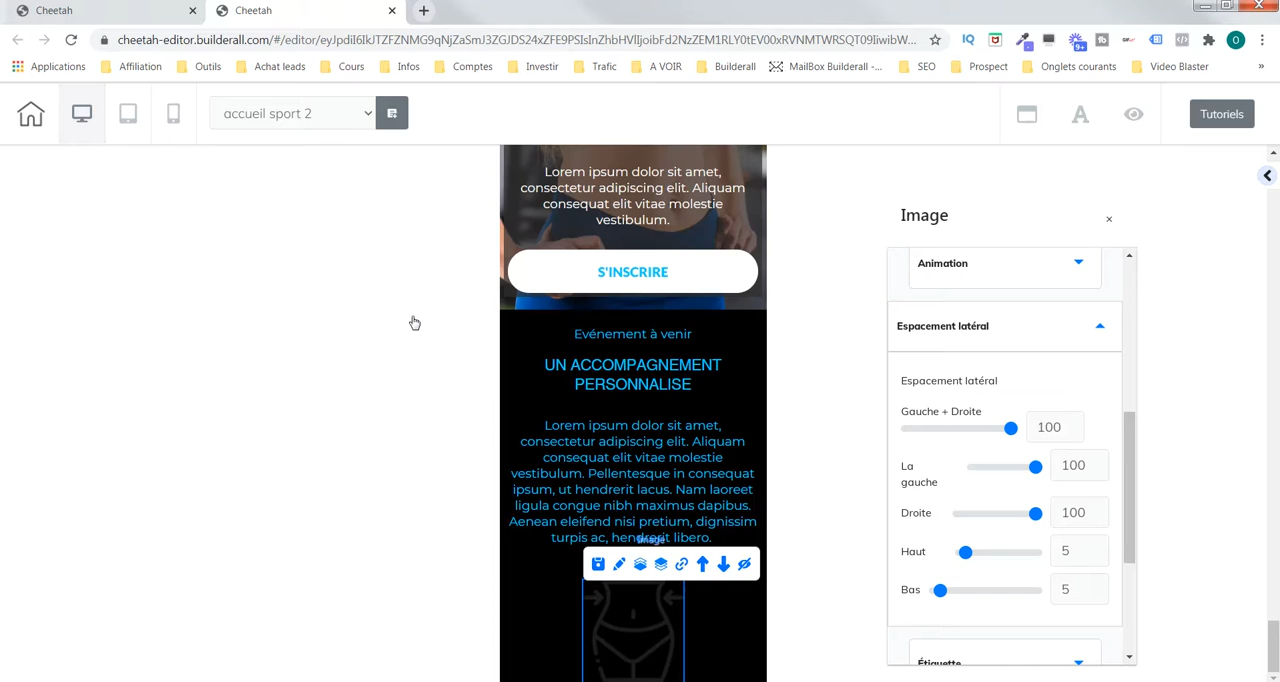 Cheetah
Cheetah
cheetah-editor.builderall.com/#/editor/eyJpdiI6IkJTZFZNMG9qNjZaSmJ3ZGJDS24xZFE9PSIsInZhbHVlIjoibFd2NzZEM1RLY0tEV00xRVNMTWRSQT09IiwibW...
IQ
9+
O
Applications
Affiliation
Outils
Achat leads
Cours
Infos
Comptes
Investir
Trafic
A VOIR
Builderall
MailBox Builderall -...
SEO
Prospect
Onglets courants
Video Blaster
»
accueil sport 2
A
Tutoriels
Lorem ipsum dolor sit amet,
consectetur adipiscing elit. Aliquam
consequat elit vitae molestie
vestibulum.
S'INSCRIRE
Evénement à venir
UN ACCOMPAGNEMENT
PERSONNALISE
Lorem ipsum dolor sit amet,
consectetur adipiscing elit. Aliquam
consequat elit vitae molestie
vestibulum. Pellentesque in consequat
ipsum, ut hendrerit lacus. Nam laoreet
ligula congue nibh maximus dapibus.
Aenean eleifend nisi pretium, dignissim
turpis ac, hendrerit libero.
Image
Image
×
Animation
Espacement latéral
Espacement latéral
Gauche + Droite
100
La
gauche
100
Droite
100
Haut
5
Bas
5
Étiquette